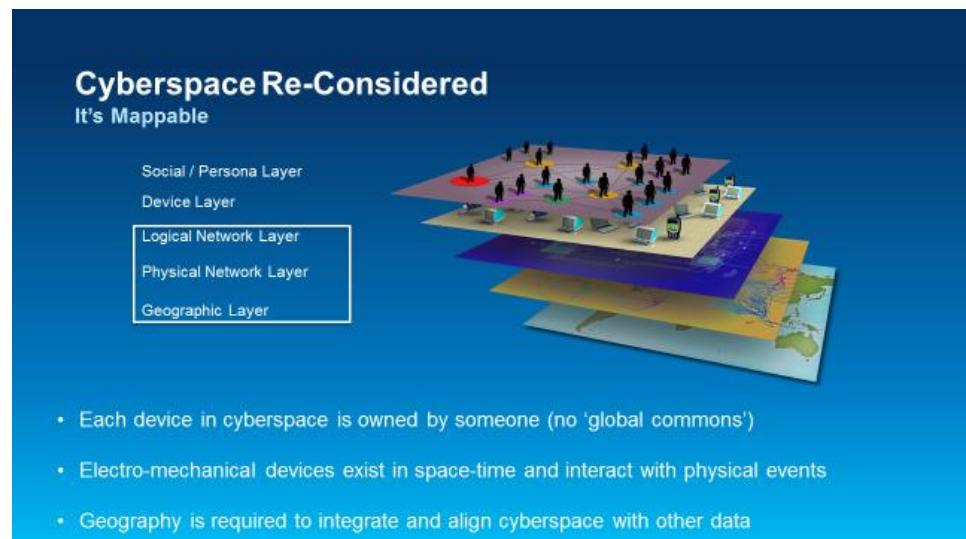 Cyberspace Re-Considered
It's Mappable
Social / Persona Layer
Device Layer
Logical Network Layer
Physical Network Layer
Geographic Layer
• Each device in cyberspace is owned by someone (no 'global commons')
• Electro-mechanical devices exist in space-time and interact with physical events
• Geography is required to integrate and align cyberspace with other data